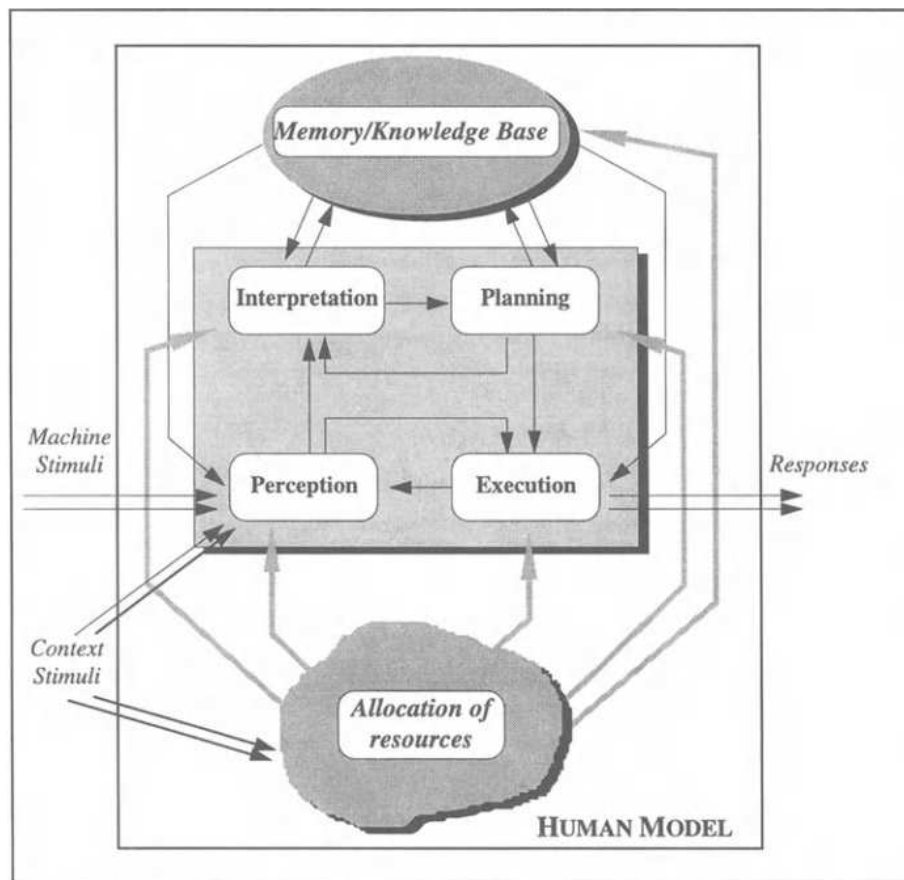 Memory/Knowledge Base
Interpretation
Planning
Machine
Stimuli
Perception
Execution
Responses
Context
Stimuli
Allocation of
resources
HUMAN MODEL